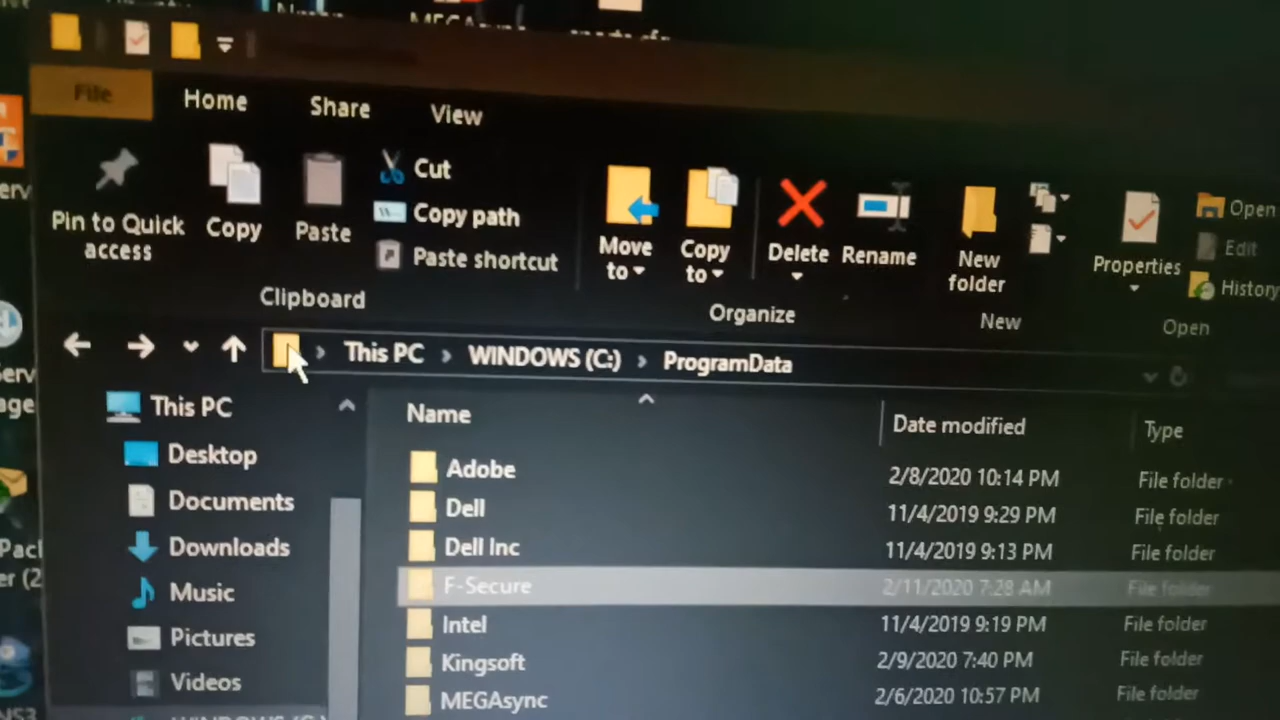 File
Home
Share
View
Pin to Quick
access
Copy
Paste
Cut
Copy path
Paste shortcut
Clipboard
Move
to
Copy
to
Delete
Rename
Organize
New
folder
New
Properties
Open
Edit
History
Open
This PC > WINDOWS (C:) > ProgramData
This PC
Desktop
Documents
Downloads
Music
Pictures
Videos
Name Date modified Type
Adobe 2/8/2020 10:14 PM File folder
Dell 11/4/2019 9:29 PM File folder
Dell Inc 11/4/2019 9:13 PM File folder
F-Secure 2/11/2020 7:28 AM File folder
Intel 11/4/2019 9:19 PM File folder
Kingsoft 2/9/2020 7:40 PM File folder
MEGAsync 2/6/2020 10:57 PM File folder